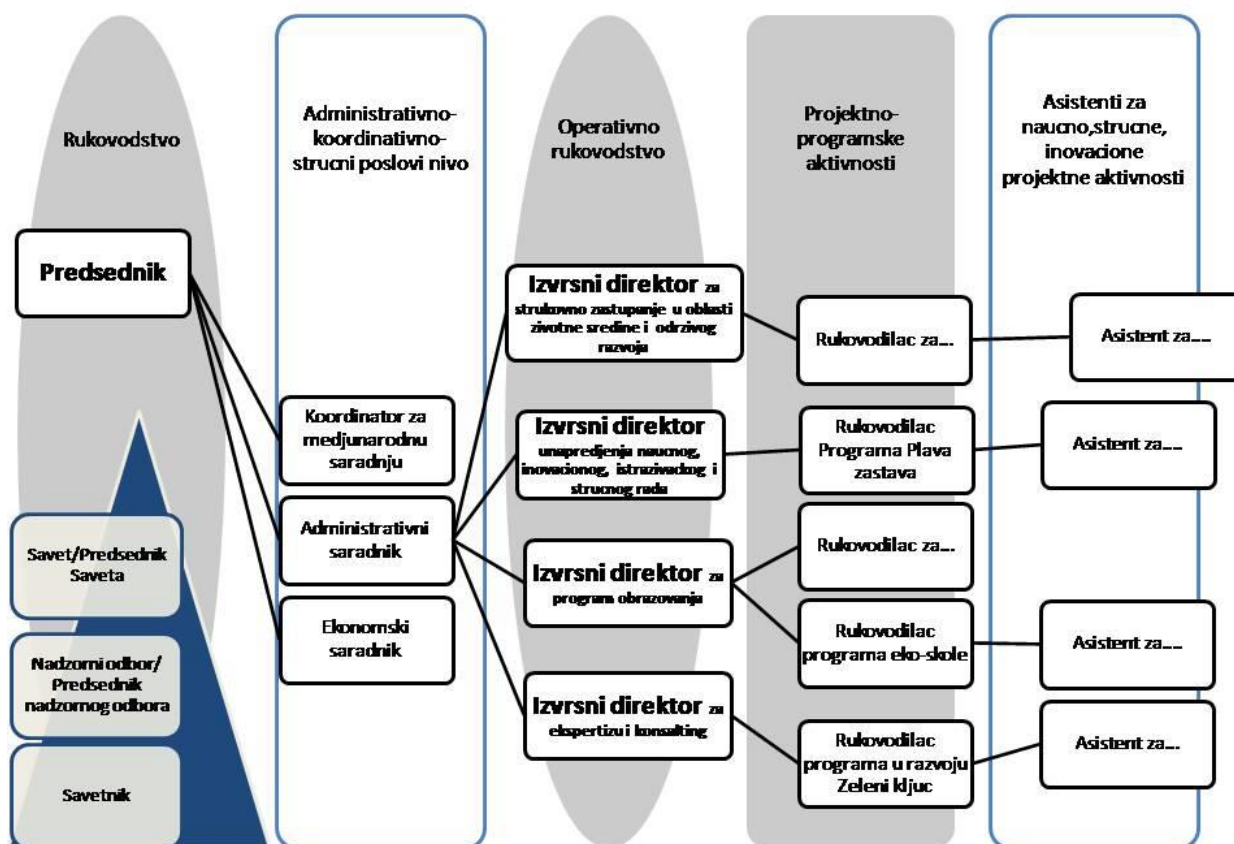 Rukovodstvo
Administrativno-
koordinativno-
strucni poslovi nivo
Operativno
rukovodstvo
Projektno-
programske
aktivnosti
Asistenti za
naucno,strucne,
inovacione
projektne aktivnosti
Predsednik
Savet/Predsednik
Saveta
Nadzorni odbor/
Predsednik
nadzornog odbora
Savetnik
Koordinator za
medjunarodnu
saradnju
Administrativni
saradnik
Ekonomski
saradnik
Izvrsni direktor za
strukovno zastupanje u oblasti
zivotne sredine i odrzivog
razvoja
Izvrsni direktor
unapredjenja naucnog,
inovacionog, istrazivackog i
strucnog rada
Izvrsni direktor za
program obrazovanja
Izvrsni direktor za
ekspertizu i konsalting
Rukovodilac za...
Rukovodilac
Programa Plava
zastava
Rukovodilac za...
Rukovodilac
programa eko-skole
Rukovodilac
programa u razvoju
Zeleni kljuc
Asistent za....
Asistent za....
Asistent za....
Asistent za....